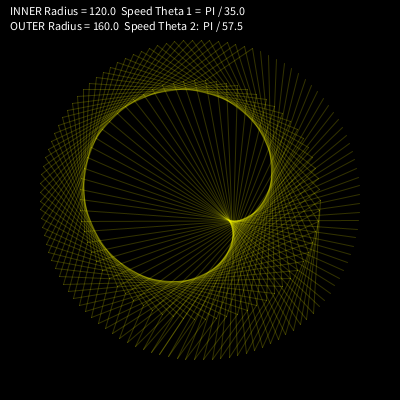 INNER Radius = 120.0  Speed Theta 1 =  PI / 35.0
OUTER Radius = 160.0  Speed Theta 2:  PI / 57.5